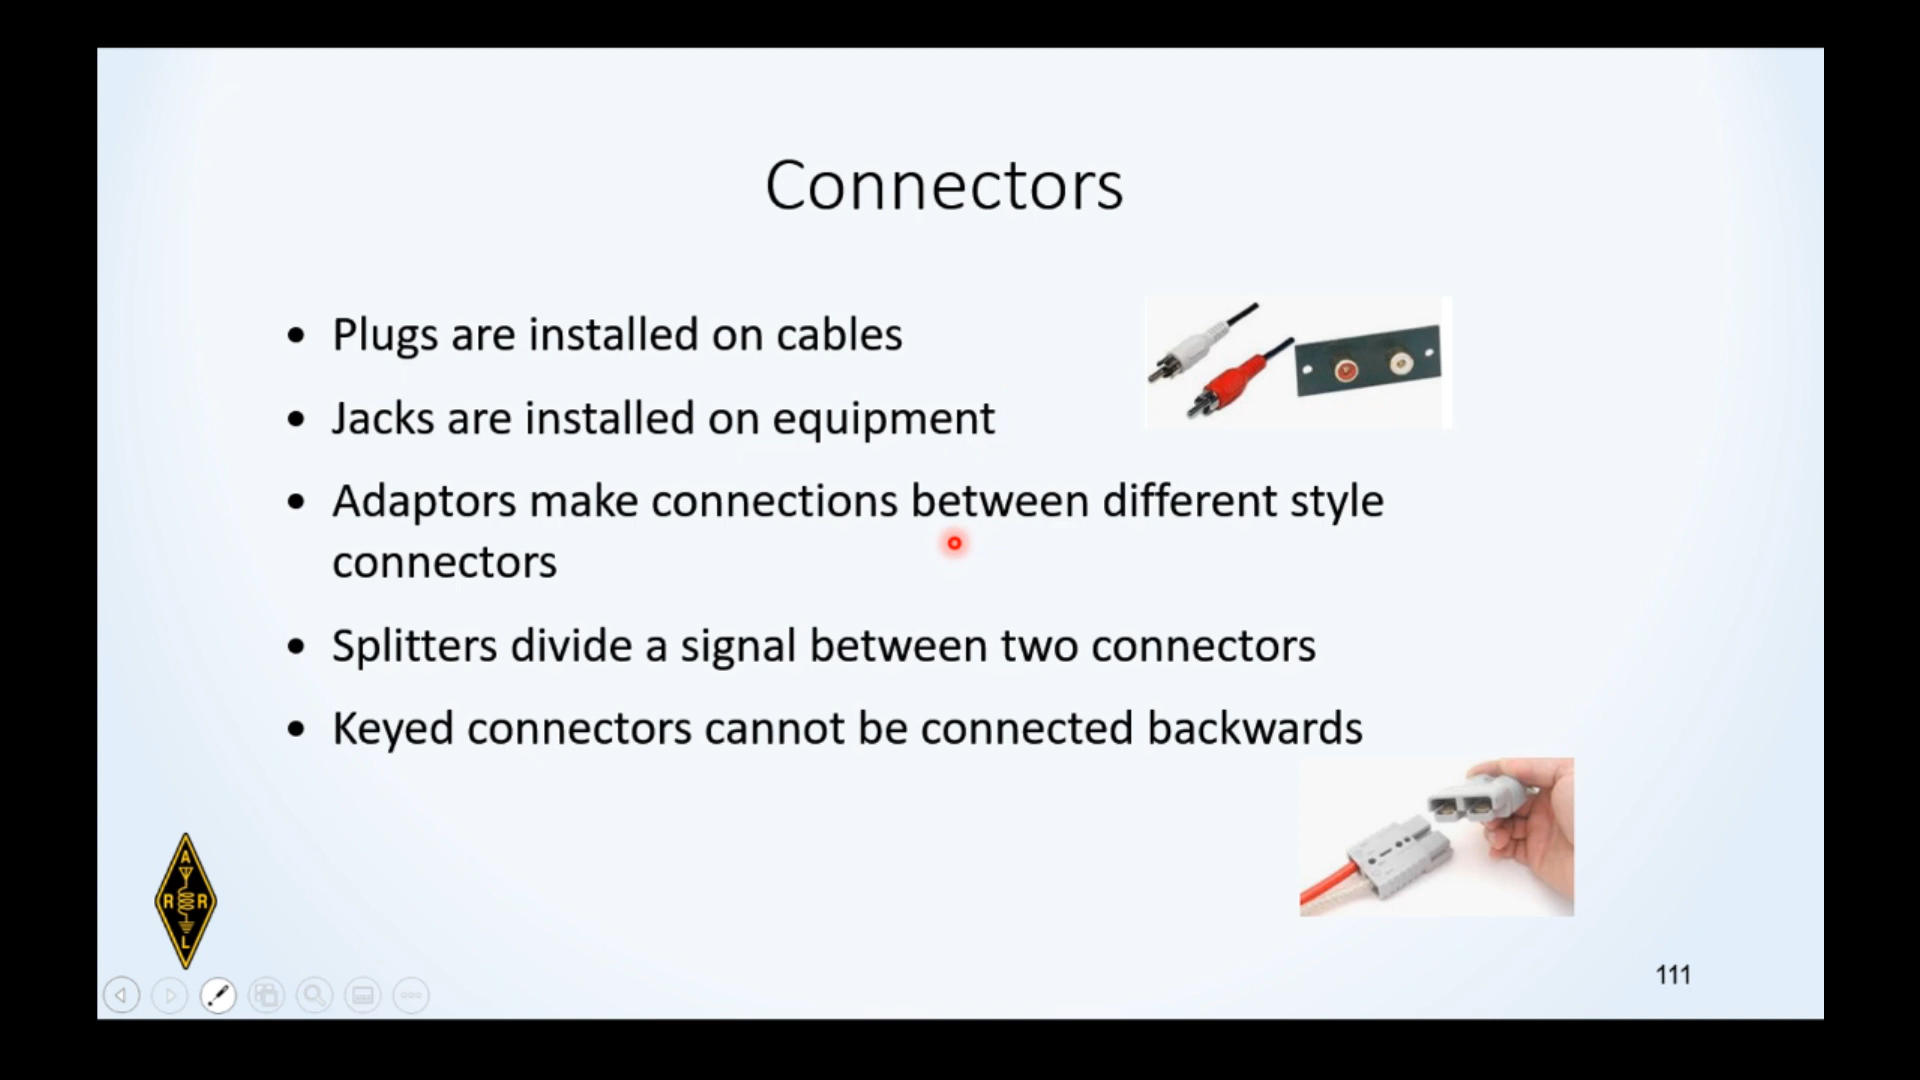 Connectors
• Plugs are installed on cables
• Jacks are installed on equipment
• Adaptors make connections between different style
connectors
• Splitters divide a signal between two connectors
• Keyed connectors cannot be connected backwards
A
R R
L
111